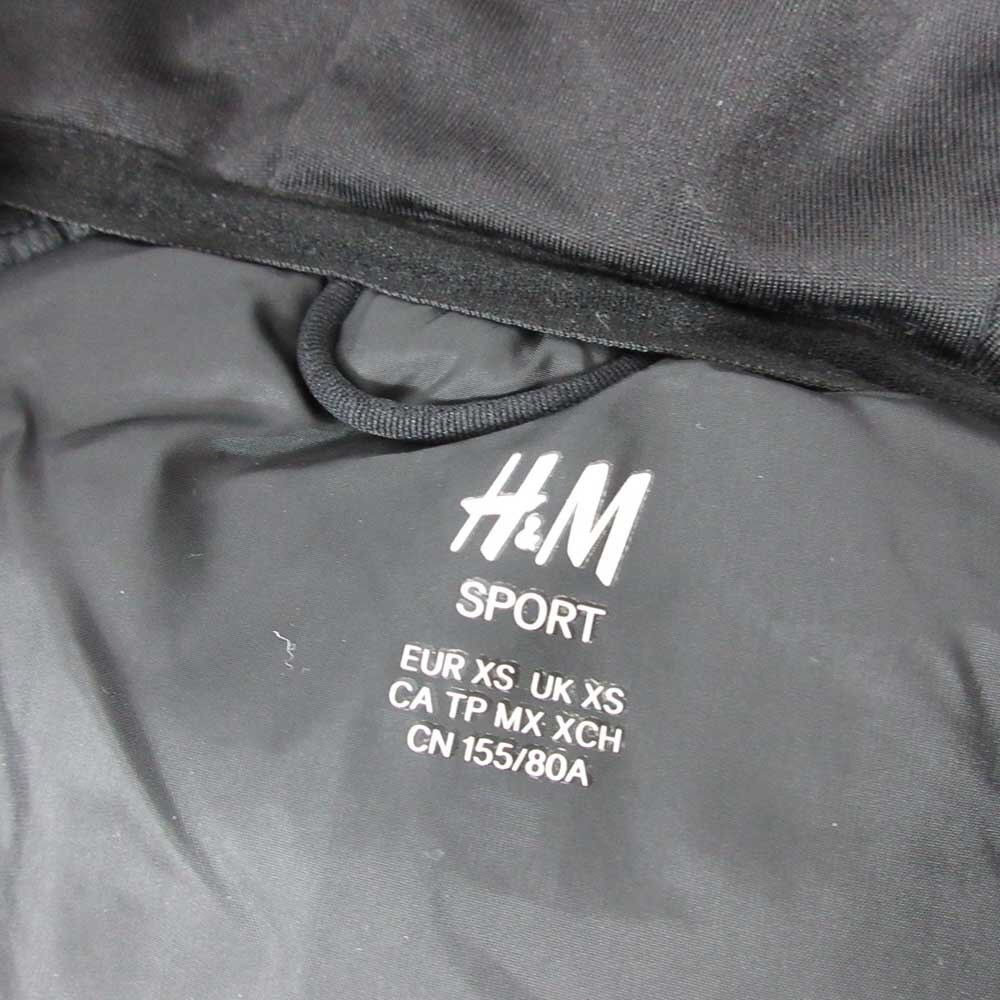 H&M
SPORT
EUR XS UK XS
CA TP MX XCH
CN 155/80A